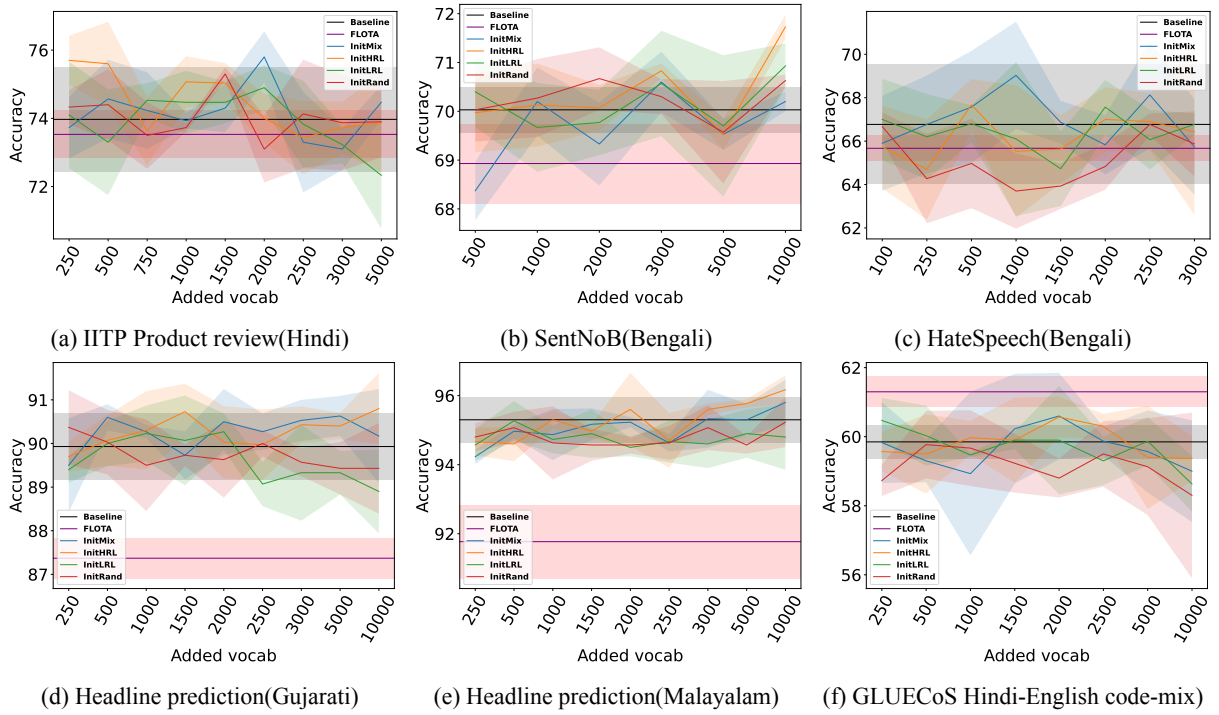 76
74
72
Accuracy
250
500
750
1000
1500
2000
2500
3000
5000
Added vocab
Baseline
FLOTA
InitMix
InitHRL
InitLRL
InitRand
(a) IITP Product review(Hindi)
72
71
70
69
68
Accuracy
500
1000
2000
3000
5000
10000
Added vocab
Baseline
FLOTA
InitMix
InitHRL
InitLRL
InitRand
(b) SentNoB(Bengali)
70
68
66
64
62
Accuracy
100
250
500
1000
1500
2000
2500
3000
Added vocab
Baseline
FLOTA
InitMix
InitHRL
InitLRL
InitRand
(c) HateSpeech(Bengali)
91
90
89
88
87
Accuracy
250
500
1000
1500
2000
2500
3000
5000
10000
Added vocab
Baseline
FLOTA
InitMix
InitHRL
InitLRL
InitRand
(d) Headline prediction(Gujarati)
96
94
92
Accuracy
250
500
1000
1500
2000
2500
3000
5000
10000
Added vocab
Baseline
FLOTA
InitMix
InitHRL
InitLRL
InitRand
(e) Headline prediction(Malayalam)
62
60
58
56
Accuracy
250
500
1000
1500
2000
2500
3000
5000
10000
Added vocab
Baseline
FLOTA
InitMix
InitHRL
InitLRL
InitRand
(f) GLUECoS Hindi-English code-mix)